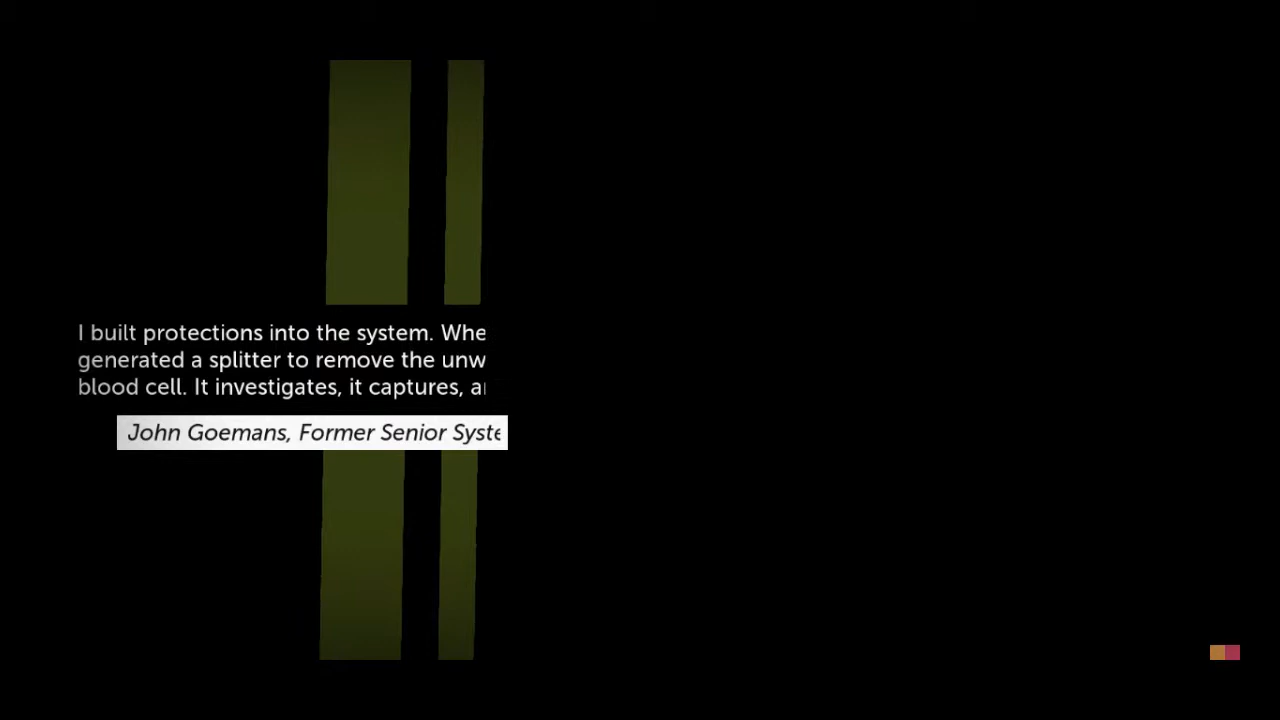 I built protections into the system. Whe
generated a splitter to remove the unw
blood cell. It investigates, it captures, a
John Goemans, Former Senior Syste